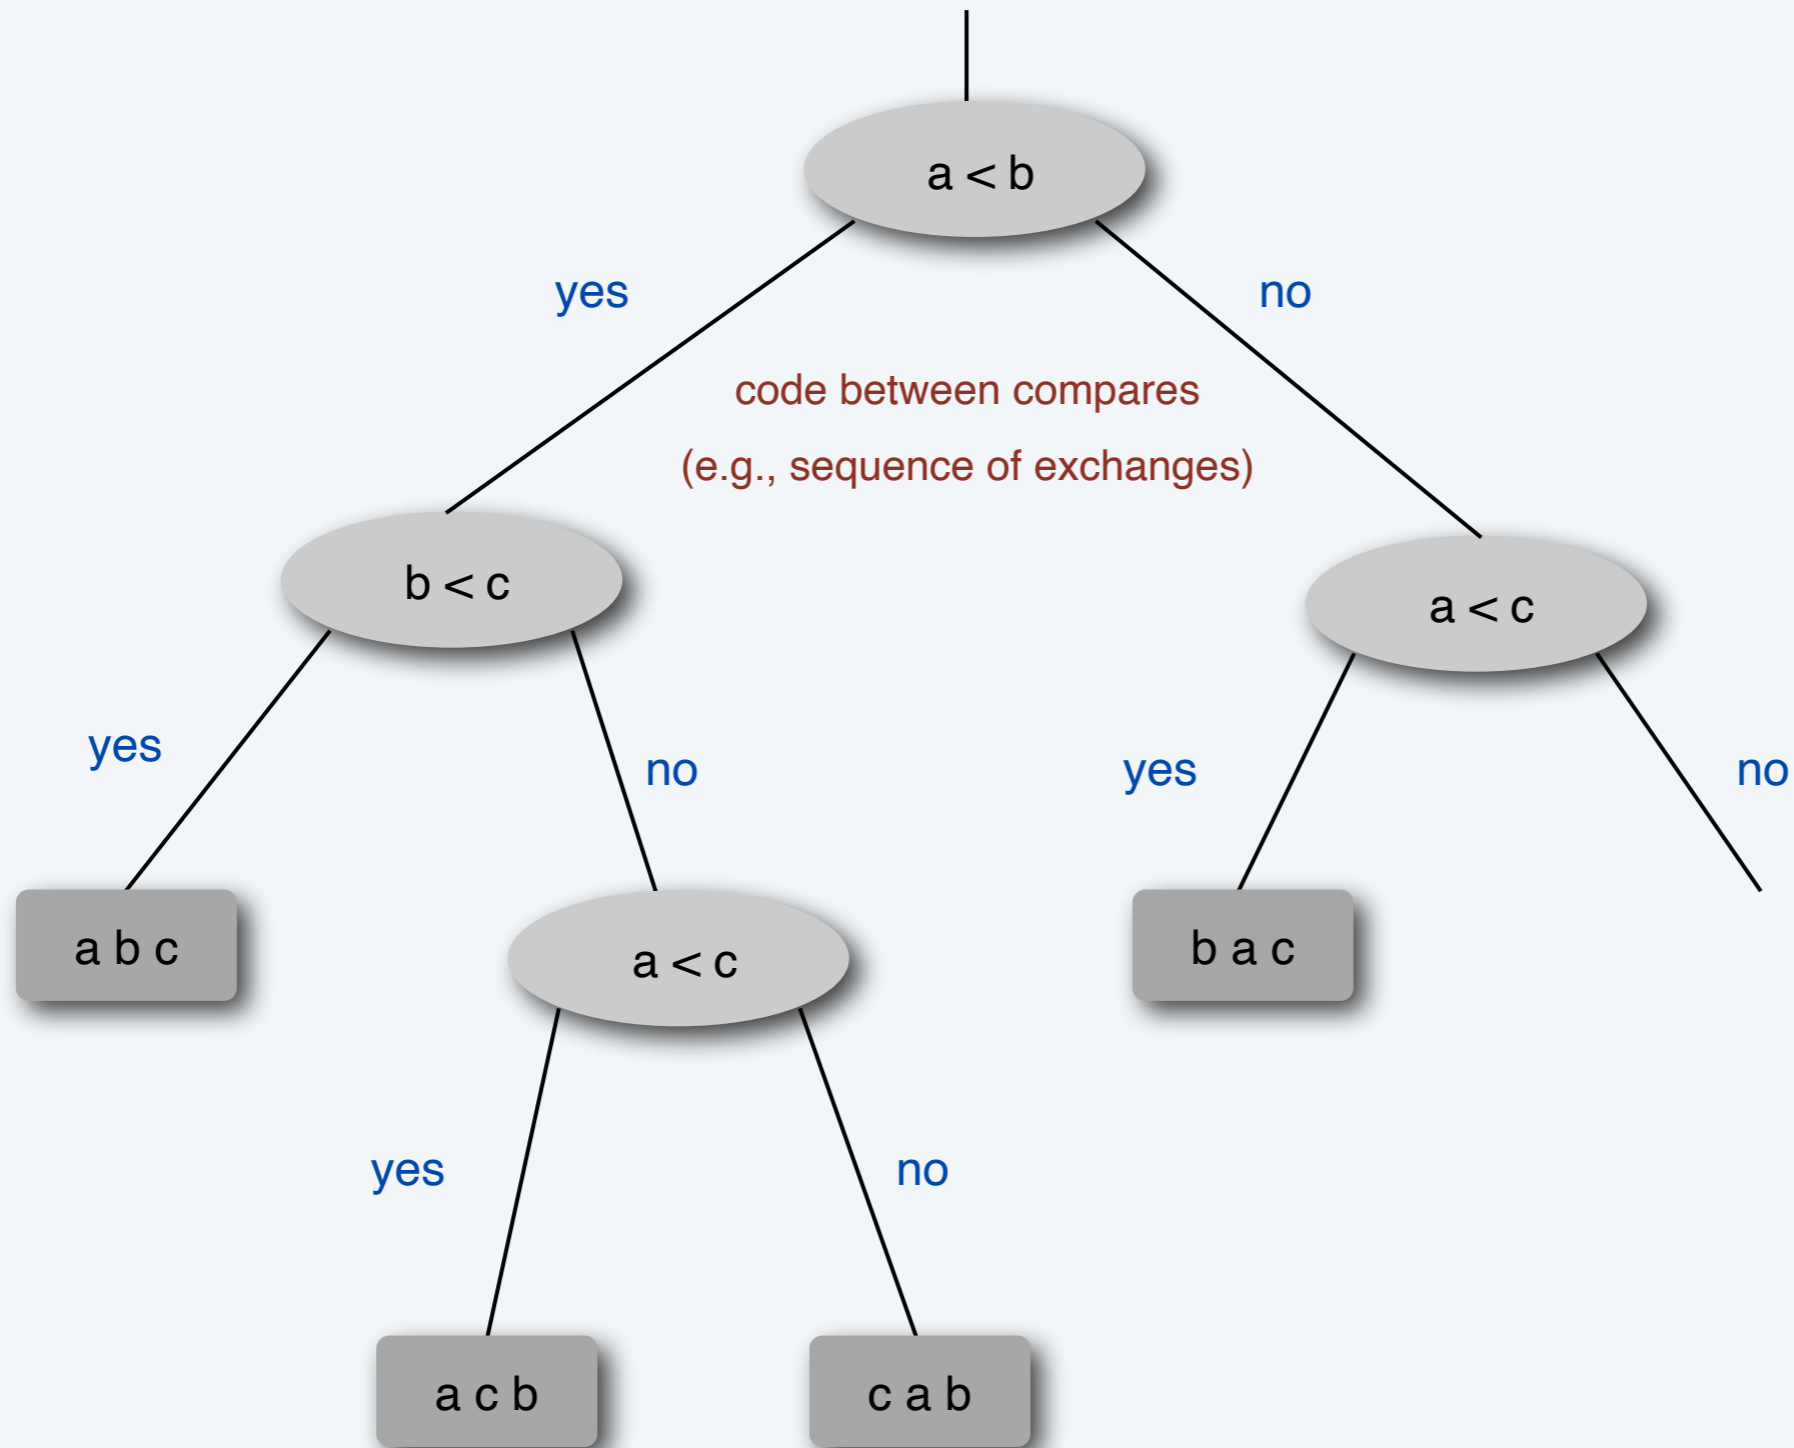 a < b
yes
no
code between compares
(e.g., sequence of exchanges)
b < c
a < c
yes
no
yes
no
a b c
a < c
b a c
yes
no
a c b
c a b